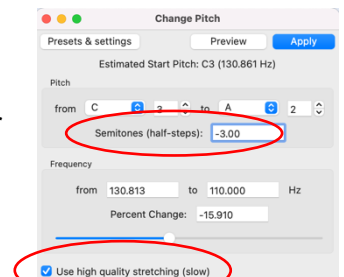 Change Pitch
Presets & settings Preview Apply
Estimated Start Pitch: C3 (130.861 Hz)
Pitch
from C 3 to A 2
Semitones (half-steps): -3.00
Frequency
from 130.813 to 110.000 Hz
Percent Change: -15.910
Use high quality stretching (slow)